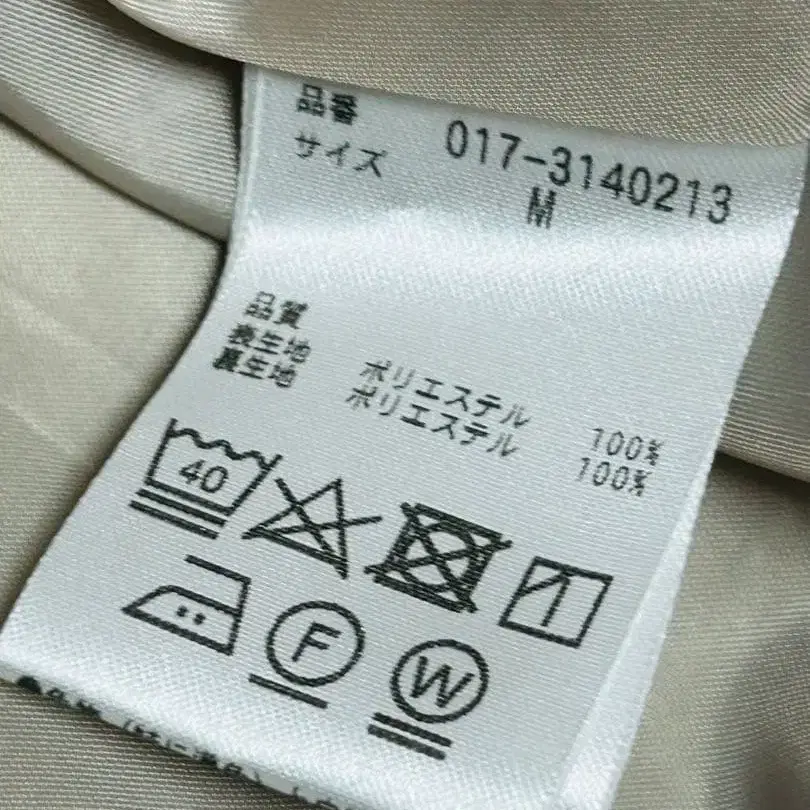 品番 017-3140213
サイズ M
品質
表生地 ポリエステル 100%
裏生地 ポリエステル 100%
40
F
W